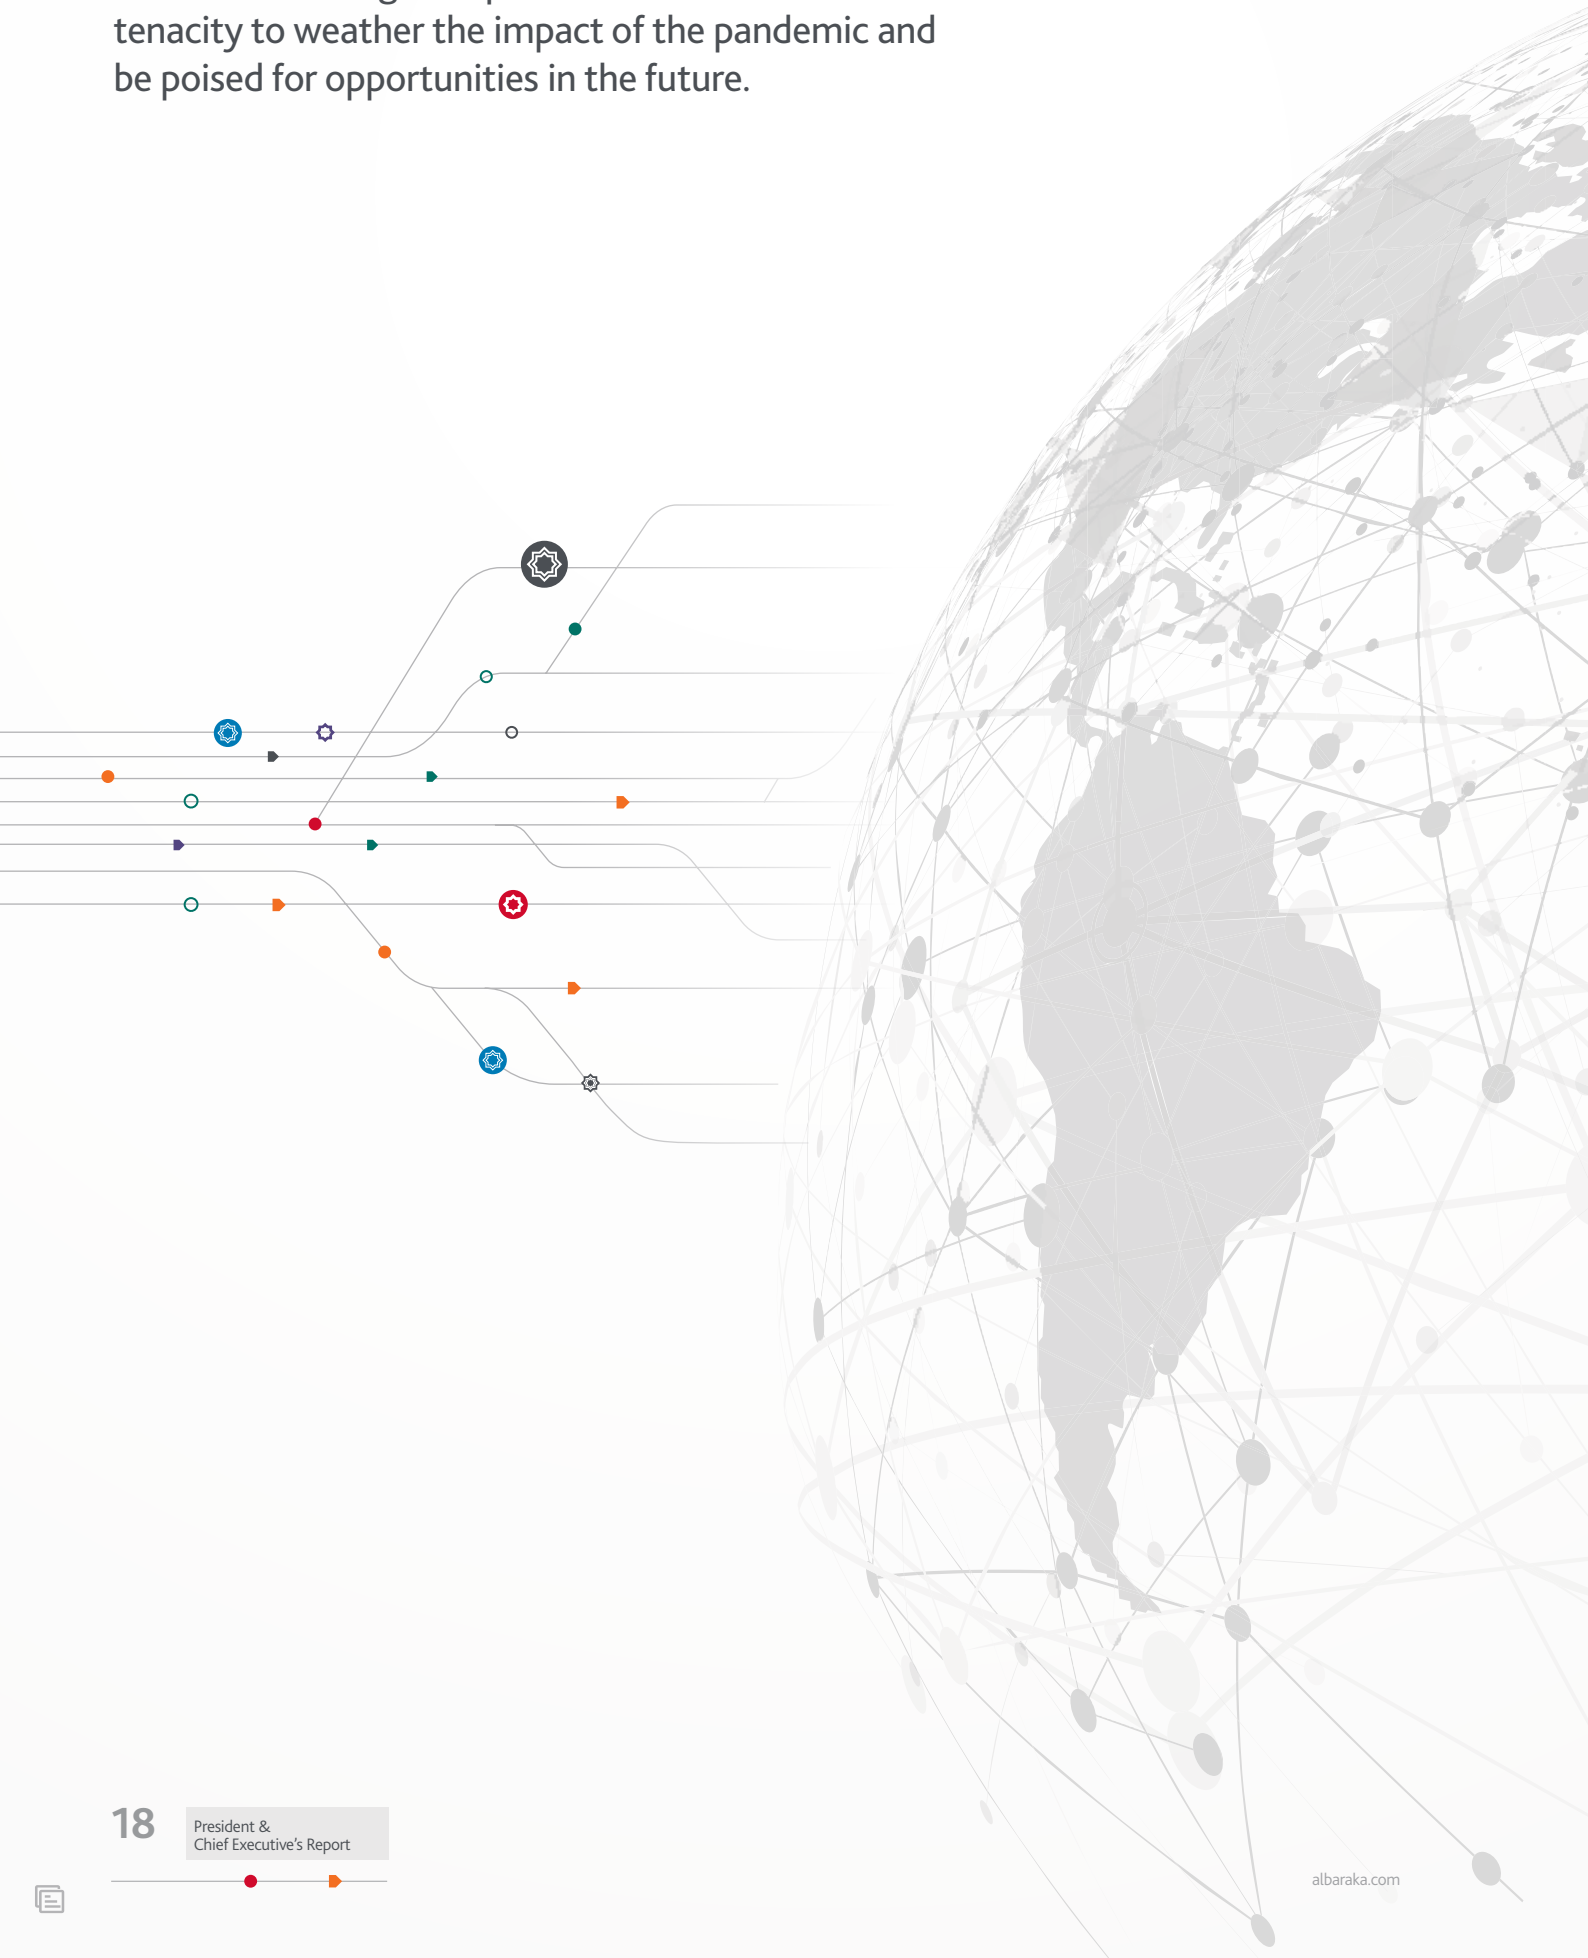 tenacity to weather the impact of the pandemic and
be poised for opportunities in the future.
18
President &
Chief Executive's Report
albaraka.com